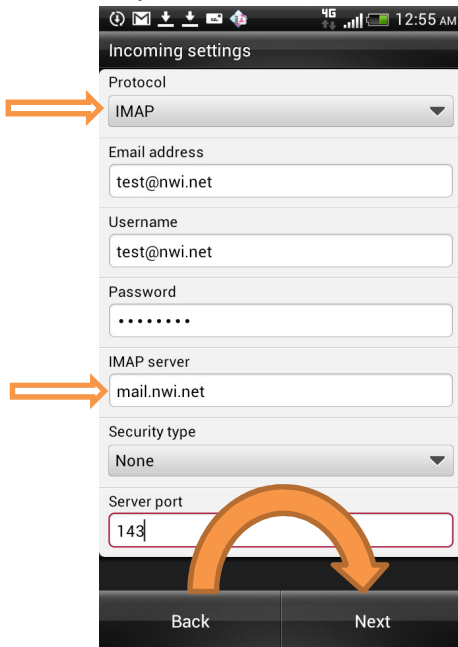 4G 12:55 AM
Incoming settings
Protocol
IMAP
Email address
test@nwi.net
Username
test@nwi.net
Password
••••••••
IMAP server
mail.nwi.net
Security type
None
Server port
143
Back Next